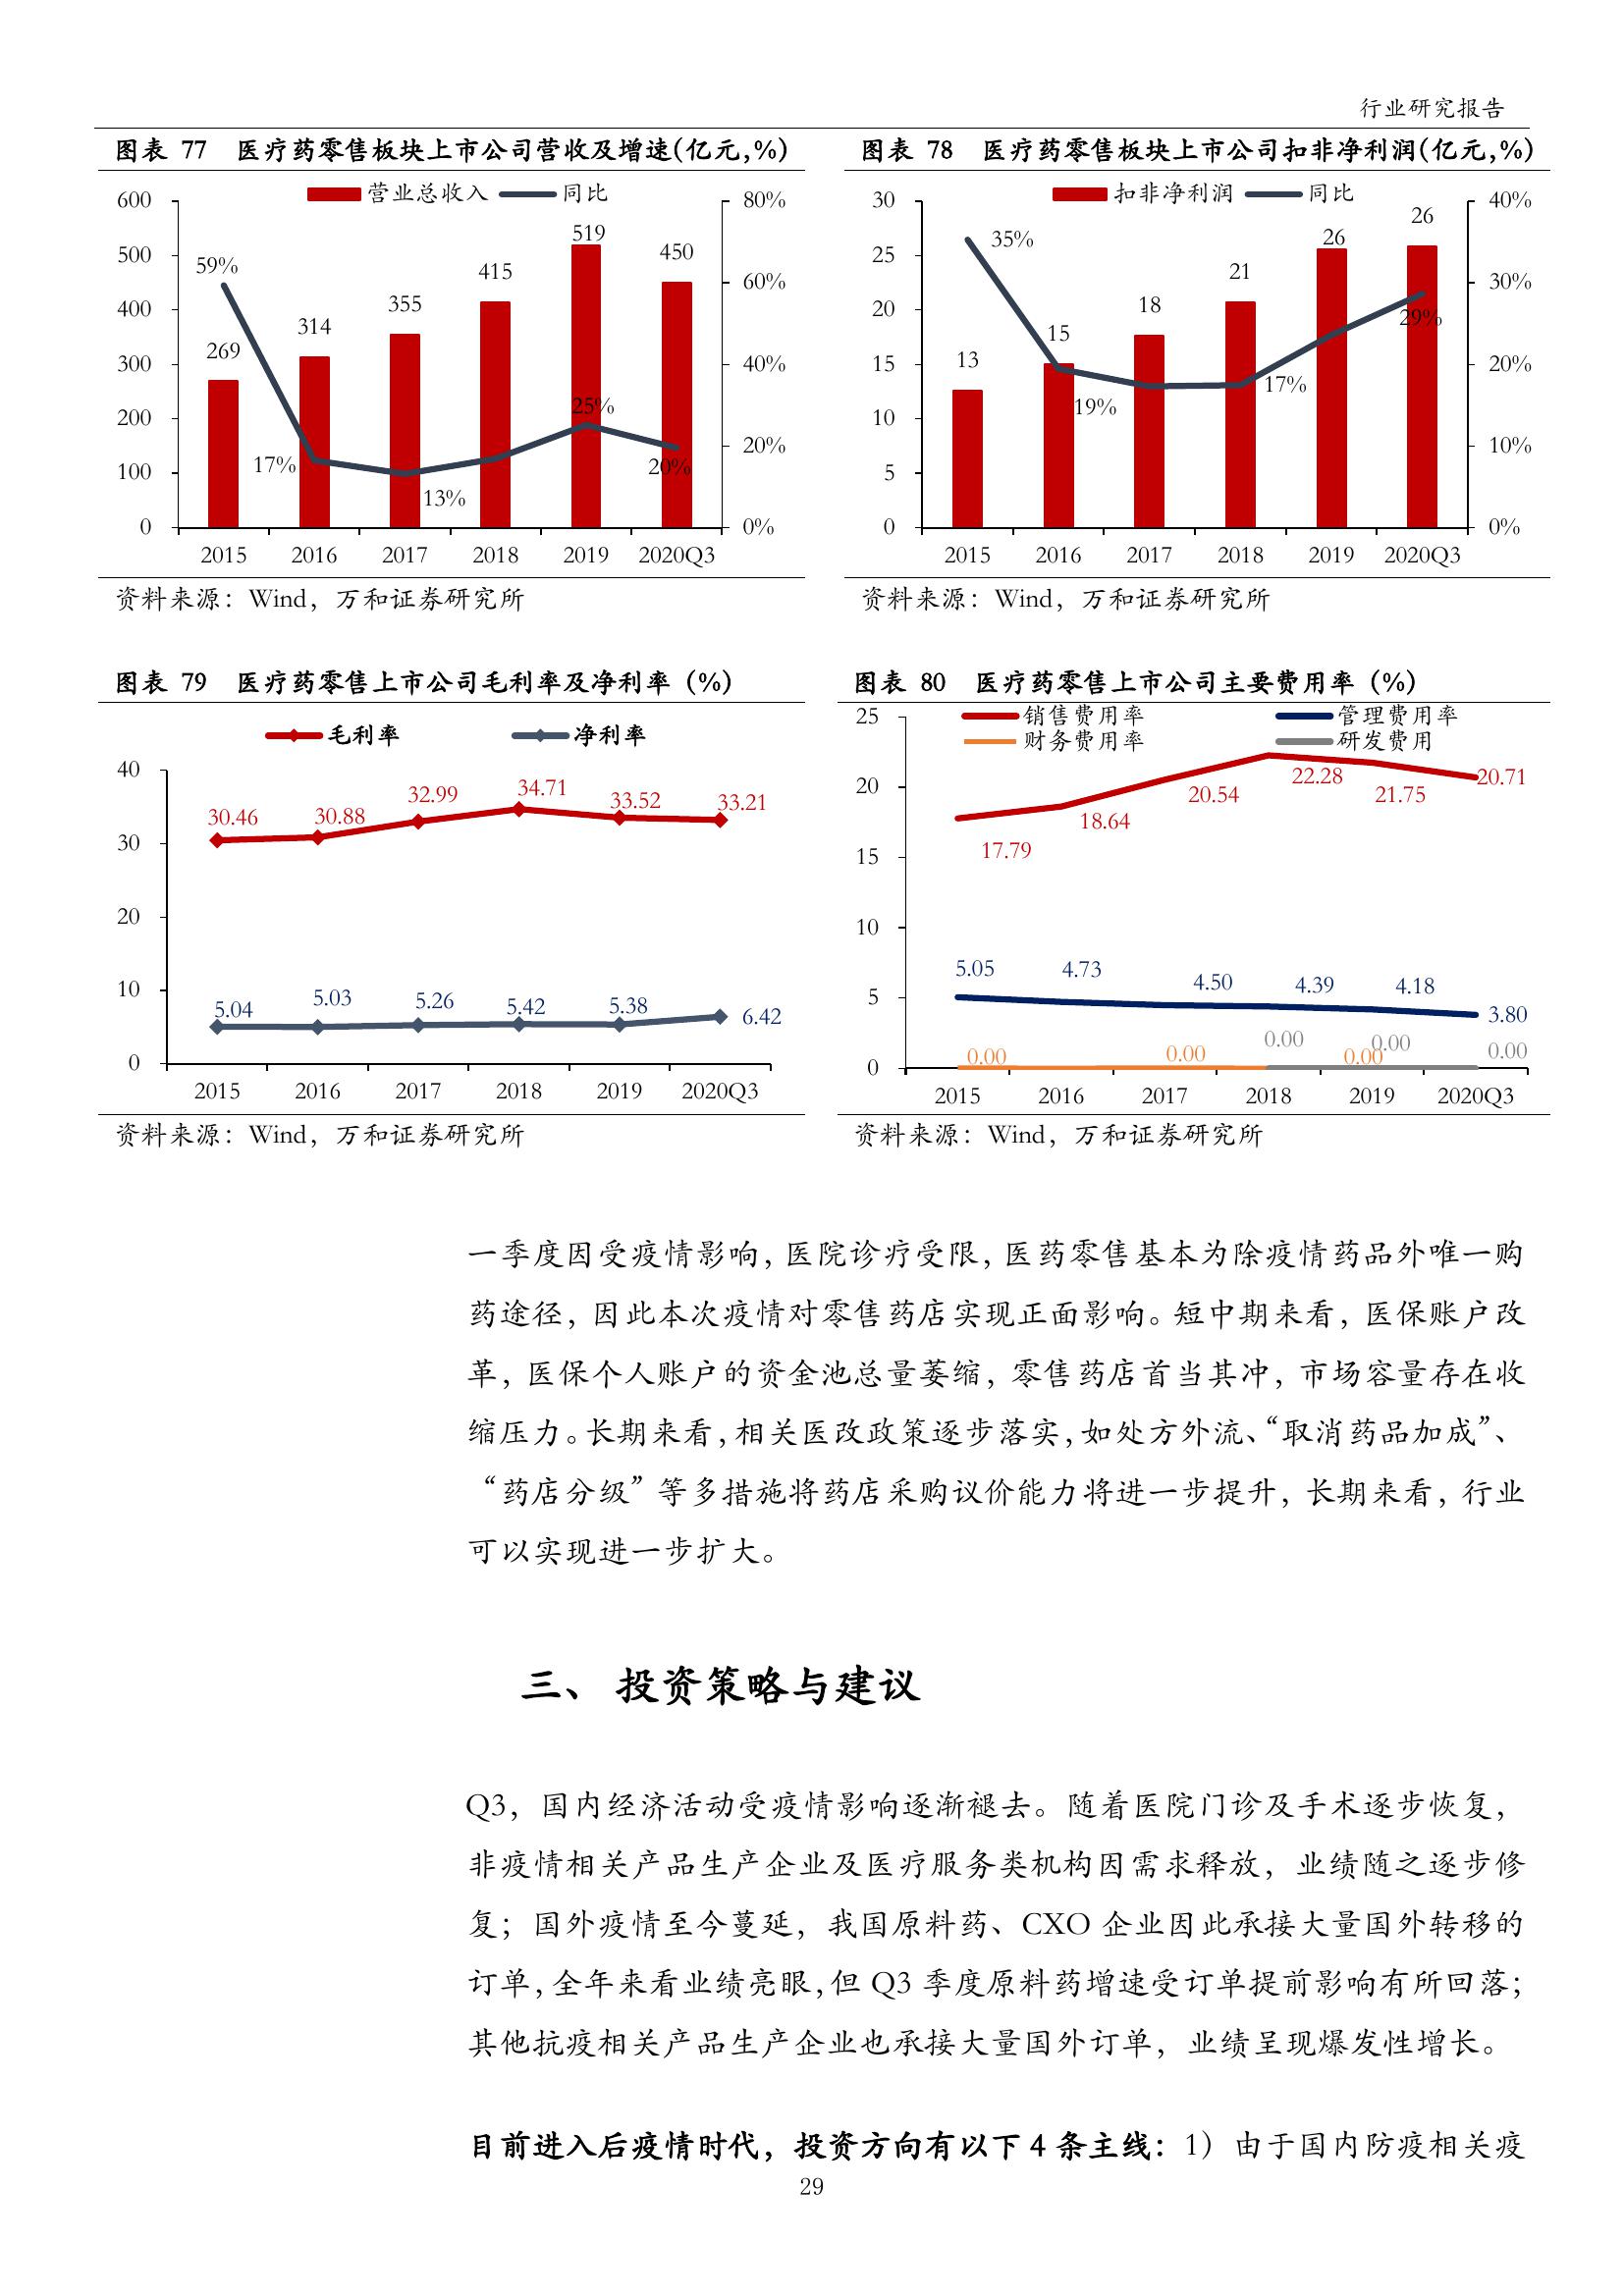 行业研究报告
图表 77 医疗药零售板块上市公司营收及增速(亿元,%)
营业总收入 同比
600
500
400
300
200
100
0
80%
60%
40%
20%
0%
269
314
355
415
519
450
59%
17%
13%
25%
20%
2015 2016 2017 2018 2019 2020Q3
资料来源：Wind，万和证券研究所
图表 78 医疗药零售板块上市公司扣非净利润(亿元,%)
扣非净利润 同比
30
25
20
15
10
5
0
40%
30%
20%
10%
0%
13
15
18
21
26
26
35%
19%
17%
29%
2015 2016 2017 2018 2019 2020Q3
资料来源：Wind，万和证券研究所
图表 79 医疗药零售上市公司毛利率及净利率（%）
毛利率 净利率
40
30
20
10
0
30.46 30.88 32.99 34.71 33.52 33.21
5.04 5.03 5.26 5.42 5.38 6.42
2015 2016 2017 2018 2019 2020Q3
资料来源：Wind，万和证券研究所
图表 80 医疗药零售上市公司主要费用率（%）
销售费用率 管理费用率
财务费用率 研发费用
25
20
15
10
5
0
17.79 18.64 20.54 22.28 21.75 20.71
5.05 4.73 4.50 4.39 4.18 3.80
0.00 0.00 0.00
0.00 0.00 0.00
2015 2016 2017 2018 2019 2020Q3
资料来源：Wind，万和证券研究所
一季度因受疫情影响，医院诊疗受限，医药零售基本为除疫情药品外唯一购
药途径，因此本次疫情对零售药店实现正面影响。短中期来看，医保账户改
革，医保个人账户的资金池总量萎缩，零售药店首当其冲，市场容量存在收
缩压力。长期来看，相关医改政策逐步落实，如处方外流、“取消药品加成”、
“药店分级”等多措施将药店采购议价能力将进一步提升，长期来看，行业
可以实现进一步扩大。
三、 投资策略与建议
Q3，国内经济活动受疫情影响逐渐褪去。随着医院门诊及手术逐步恢复，
非疫情相关产品生产企业及医疗服务类机构因需求释放，业绩随之逐步修
复；国外疫情至今蔓延，我国原料药、CXO 企业因此承接大量国外转移的
订单，全年来看业绩亮眼，但 Q3 季度原料药增速受订单提前影响有所回落；
其他抗疫相关产品生产企业也承接大量国外订单，业绩呈现爆发性增长。
目前进入后疫情时代，投资方向有以下 4 条主线：1）由于国内防疫相关疫
29